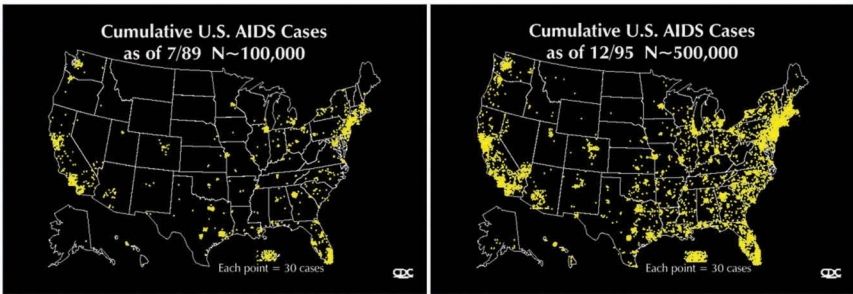 Cumulative U.S. AIDS Cases
as of 7/89 N~100,000
Each point = 30 cases
CDC
Cumulative U.S. AIDS Cases
as of 12/95 N~500,000
Each point = 30 cases
CDC